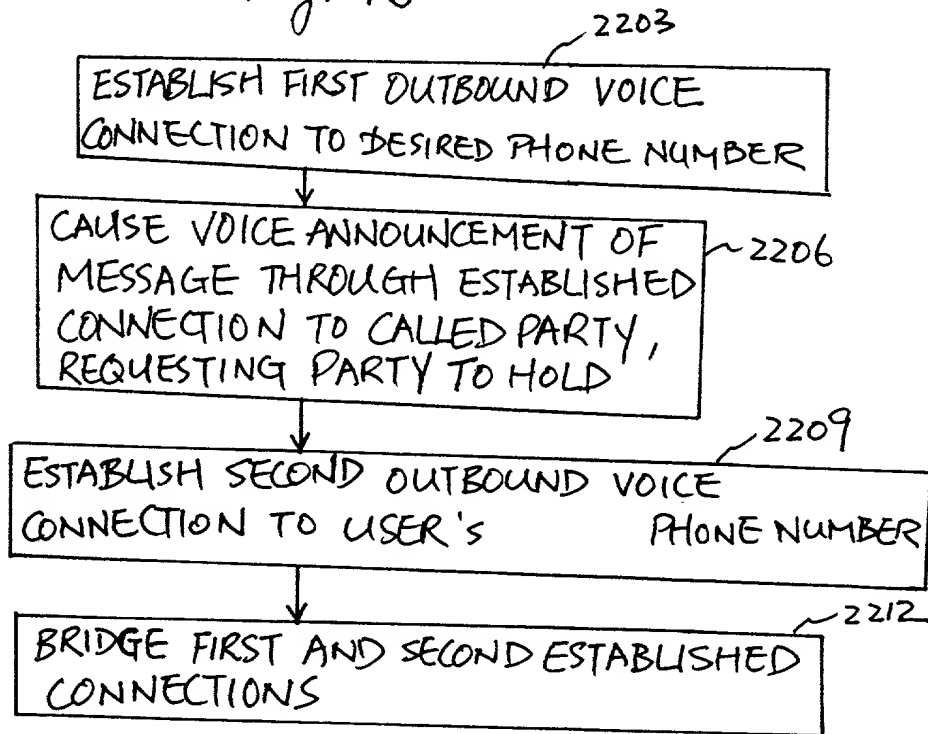 2203
ESTABLISH FIRST OUTBOUND VOICE
CONNECTION TO DESIRED PHONE NUMBER
CAUSE VOICE ANNOUNCEMENT OF
MESSAGE THROUGH ESTABLISHED
CONNECTION TO CALLED PARTY,
REQUESTING PARTY TO HOLD
2206
2209
ESTABLISH SECOND OUTBOUND VOICE
CONNECTION TO USER'S PHONE NUMBER
2212
BRIDGE FIRST AND SECOND ESTABLISHED
CONNECTIONS